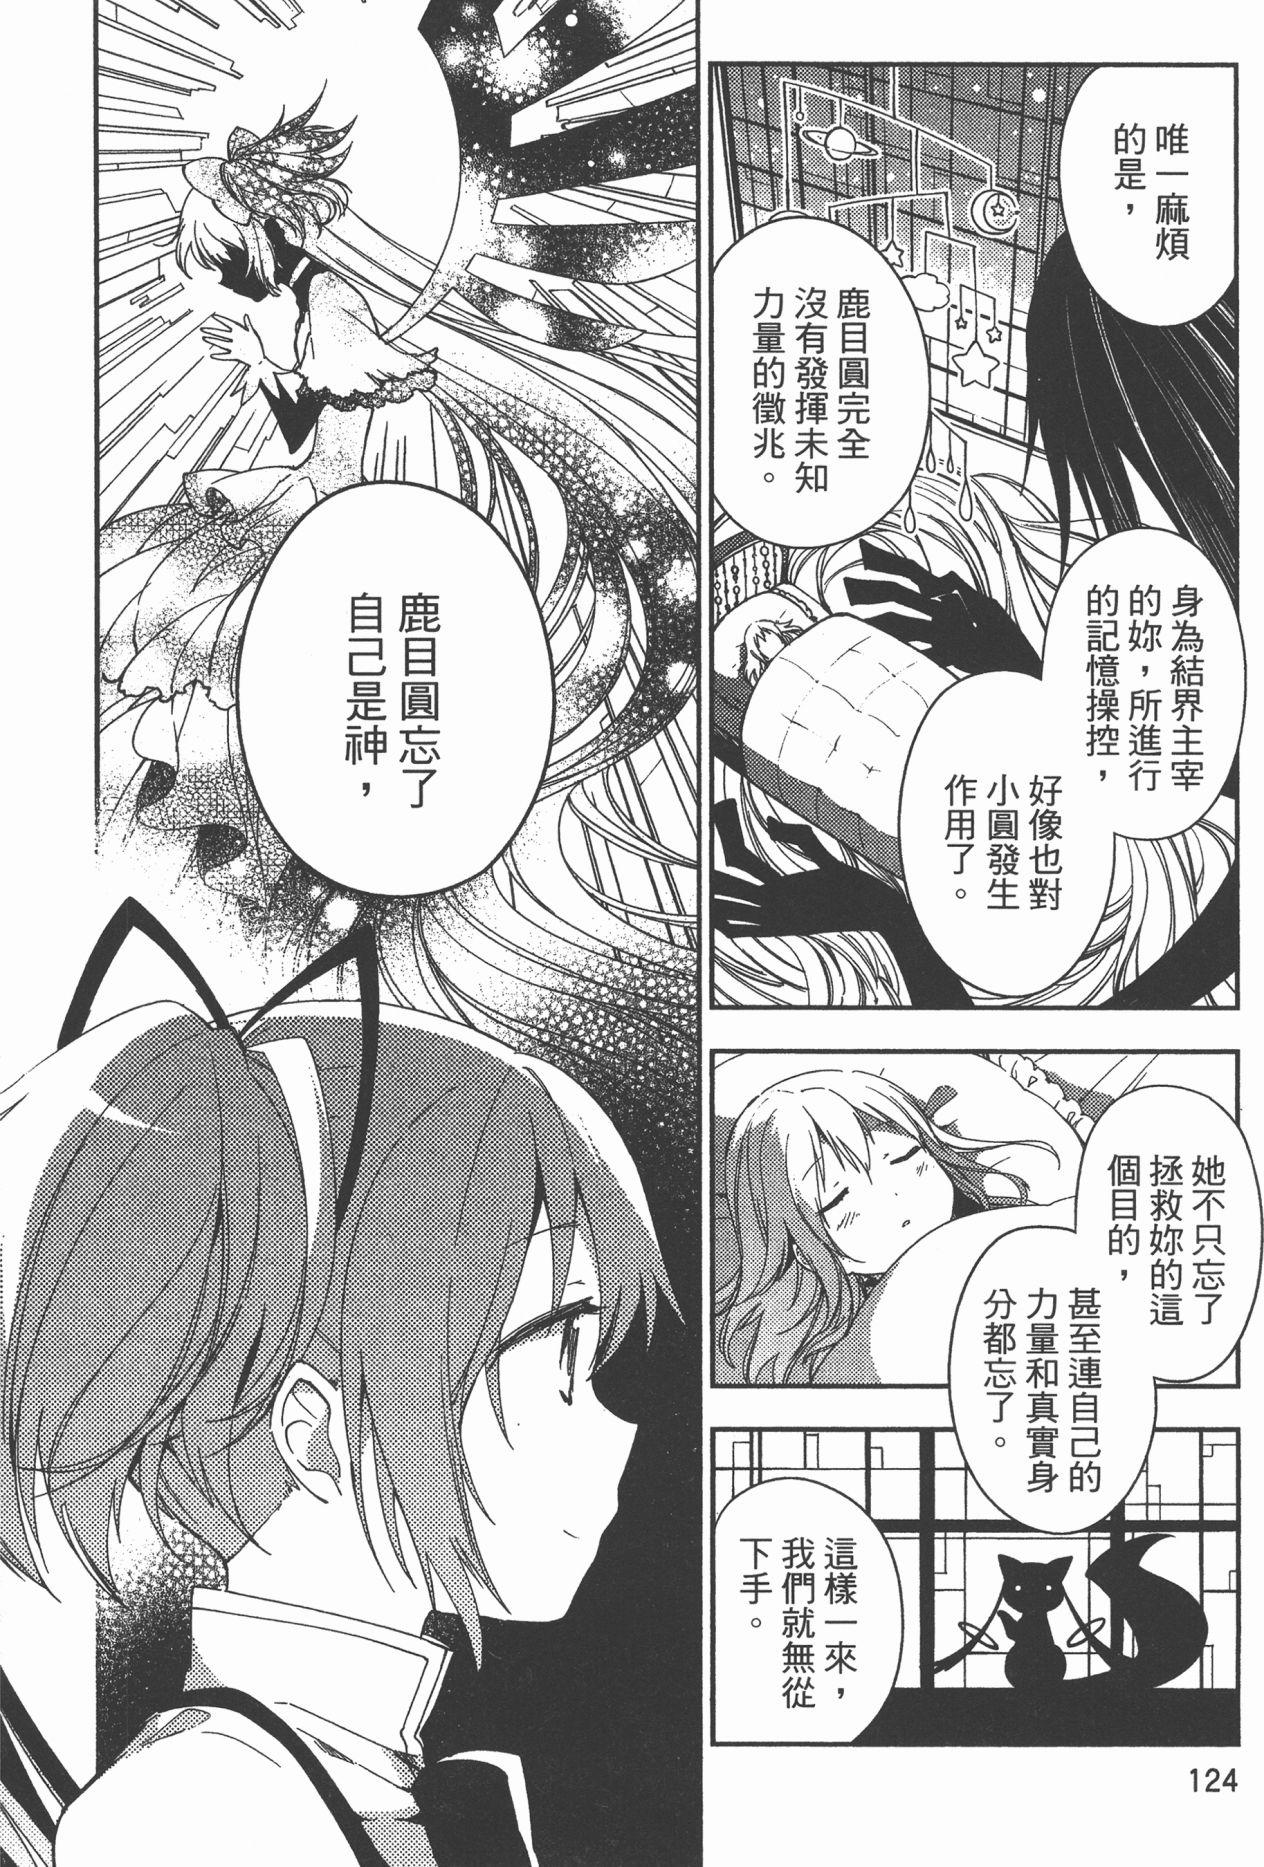 唯一麻煩
的是，
鹿目圓完全
沒有發揮未知
力量的徵兆。
身為結界主宰
的妳，所進行
的記憶操控，
好像也對
小圓發生
作用了。
她不只忘了
拯救妳的這
個目的，
甚至連自己的
力量和真實身
分都忘了。
這樣一來，
我們就無從
下手。
鹿目圓忘了
自己是神，
124